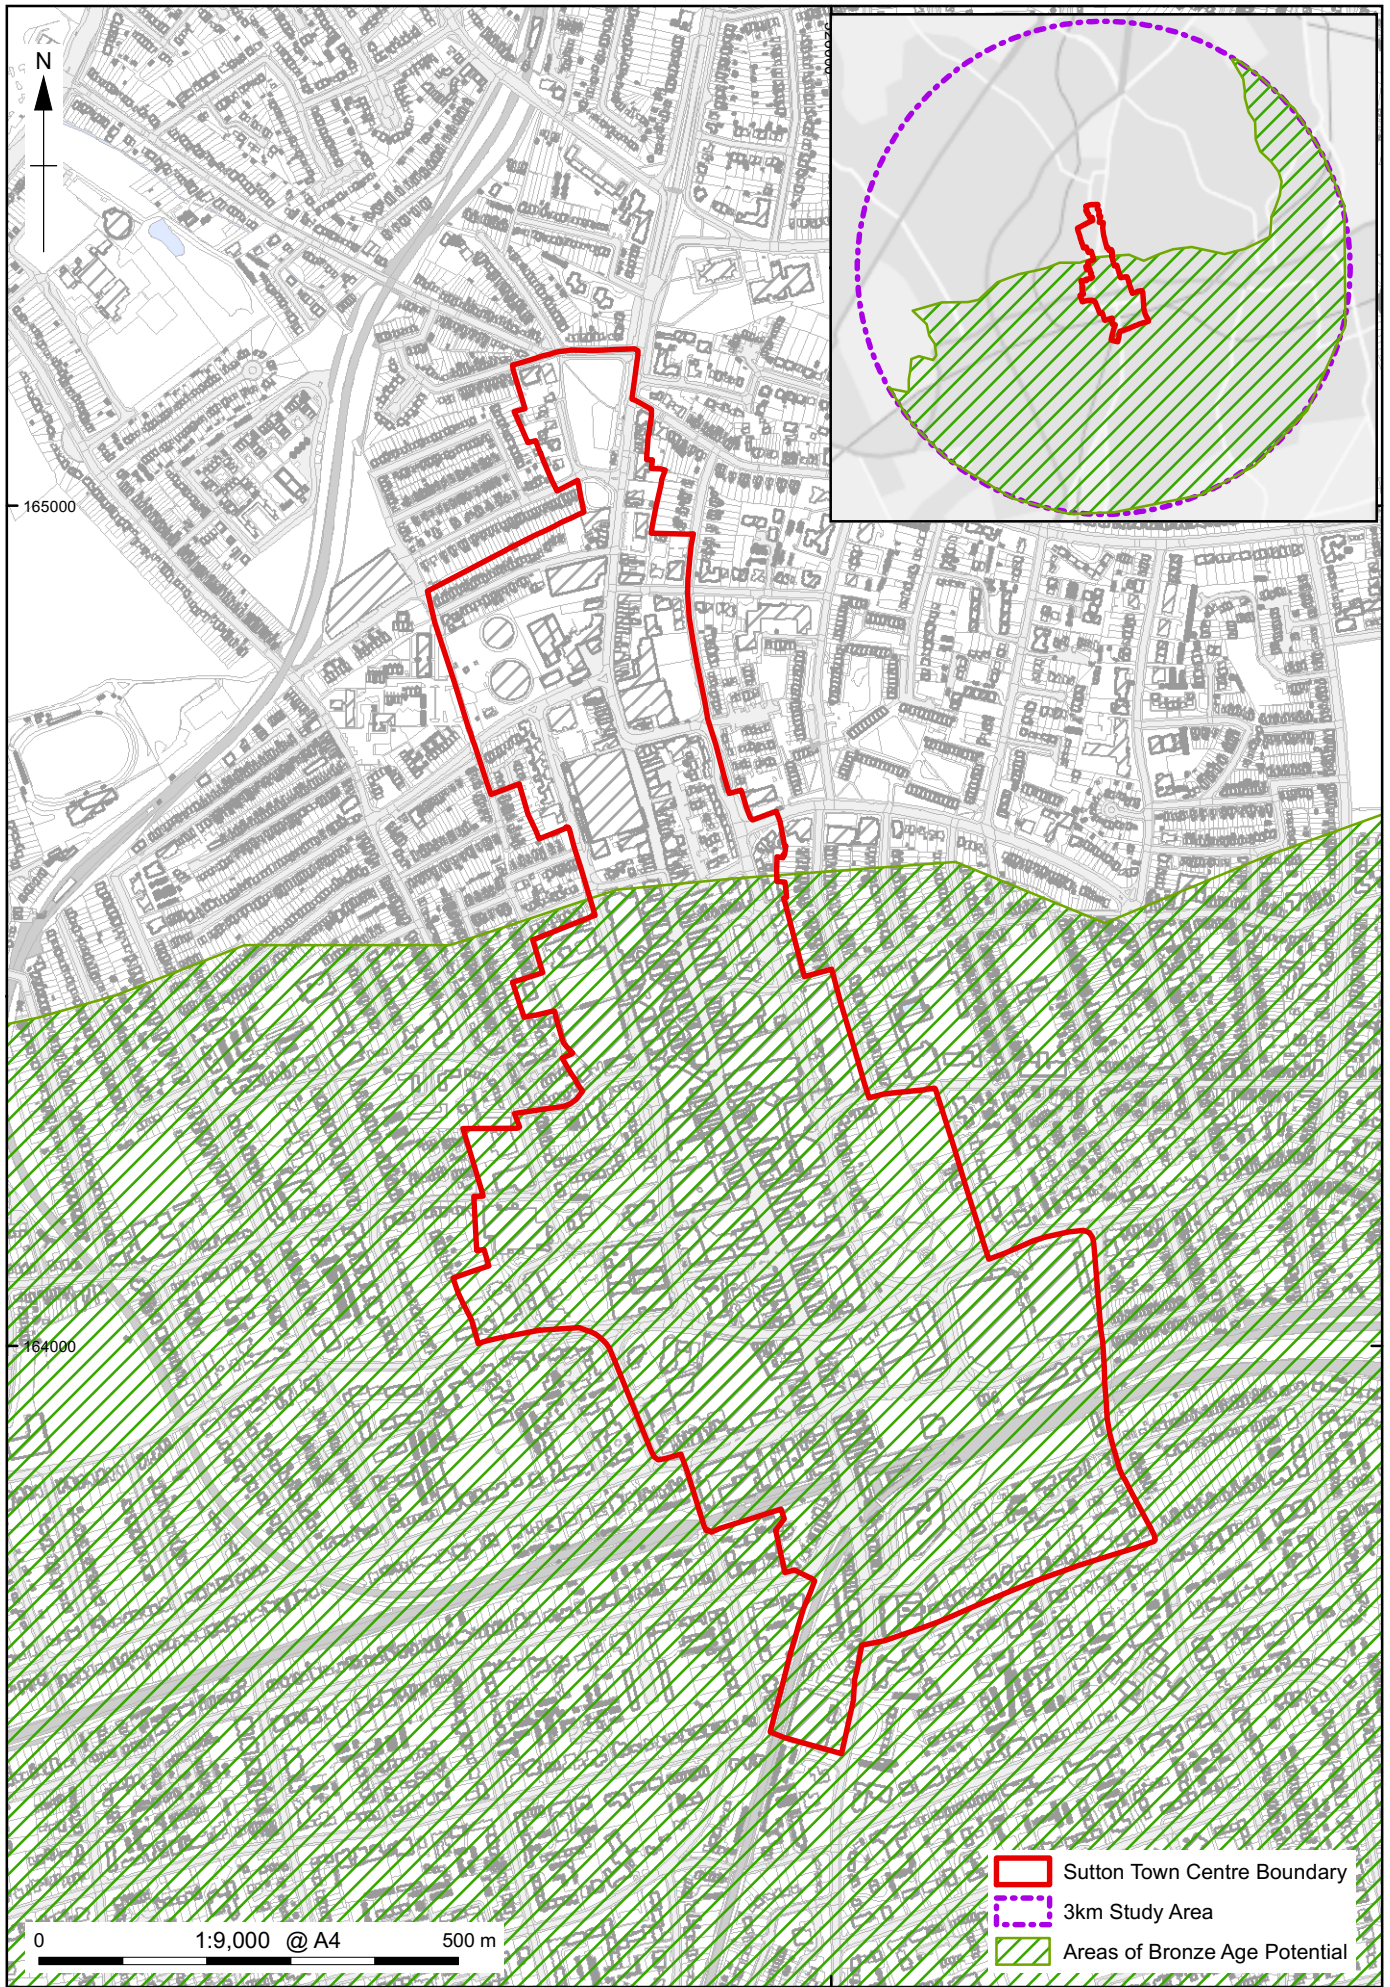 N
165000
164000
0 1:9,000 @ A4 500 m
Sutton Town Centre Boundary
3km Study Area
Areas of Bronze Age Potential